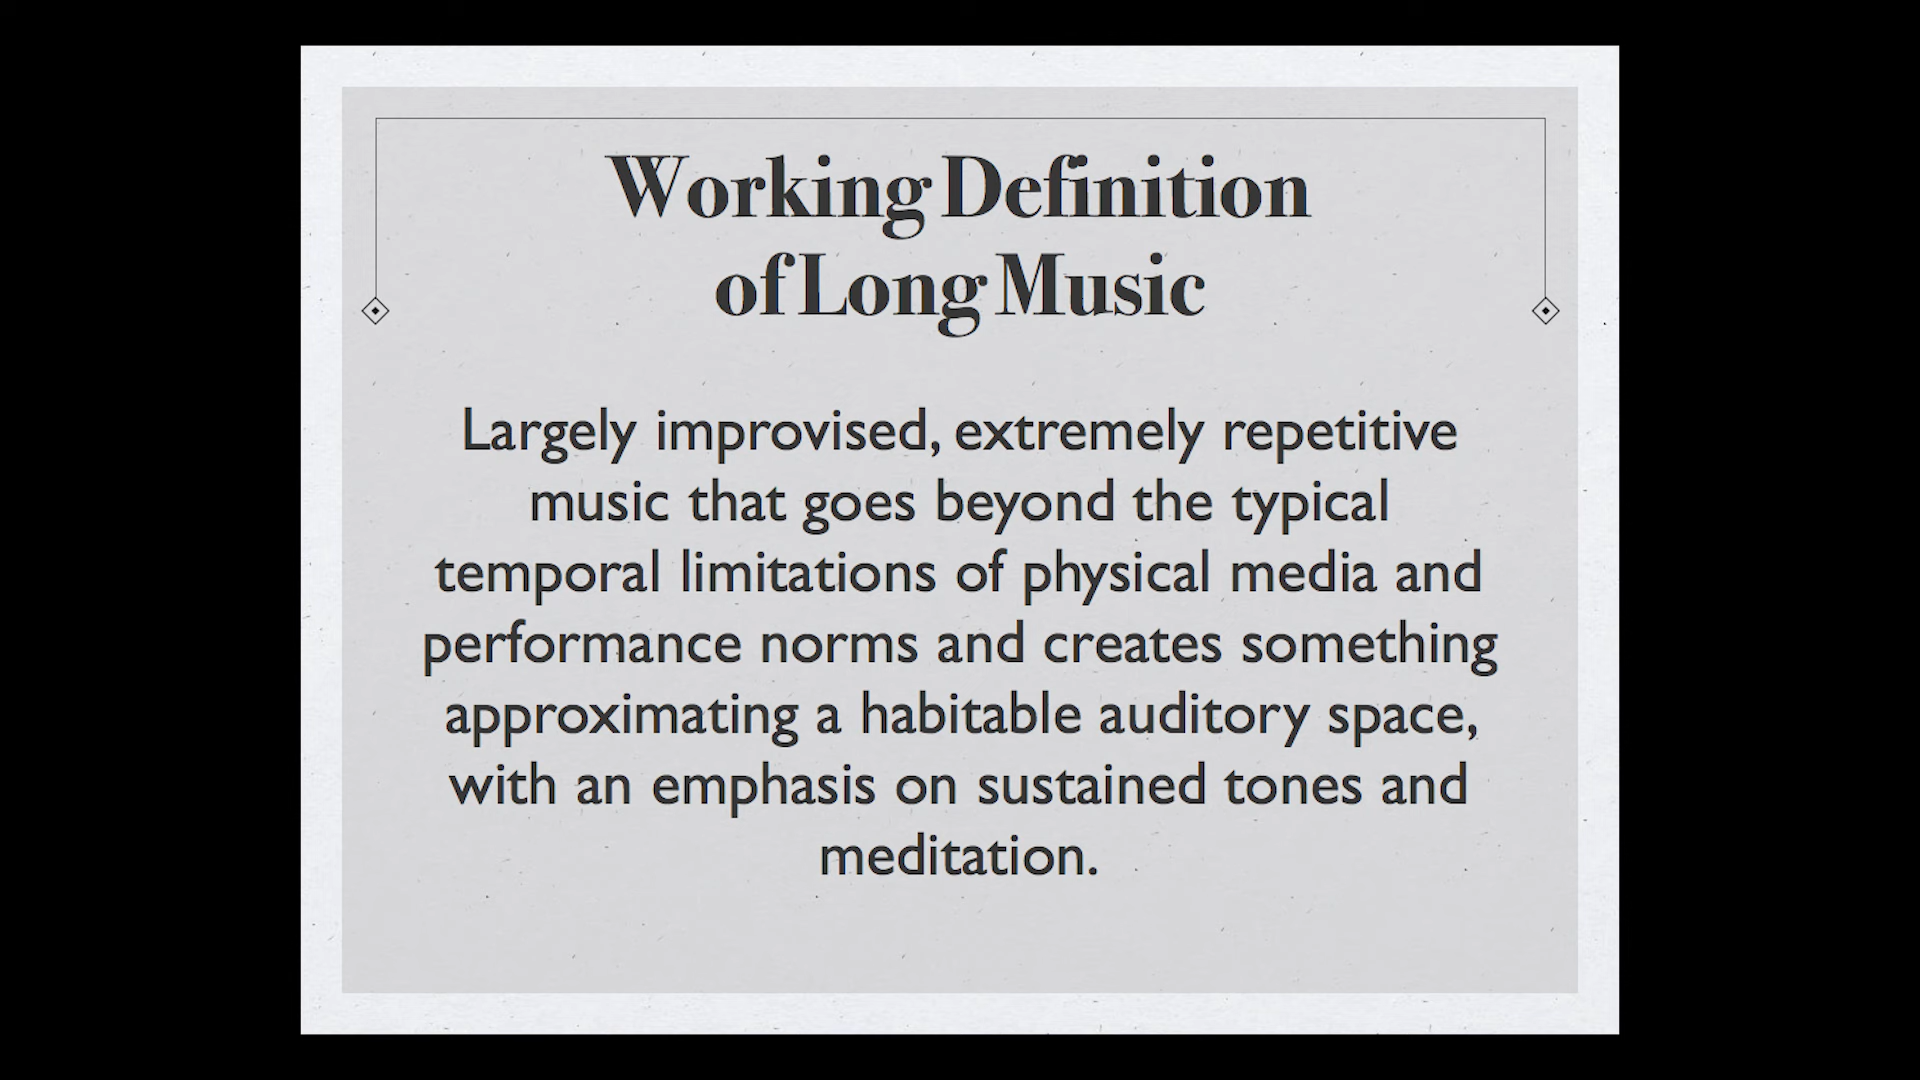 Working Definition
of Long Music
Largely improvised, extremely repetitive
music that goes beyond the typical
temporal limitations of physical media and
performance norms and creates something
approximating a habitable auditory space,
with an emphasis on sustained tones and
meditation.